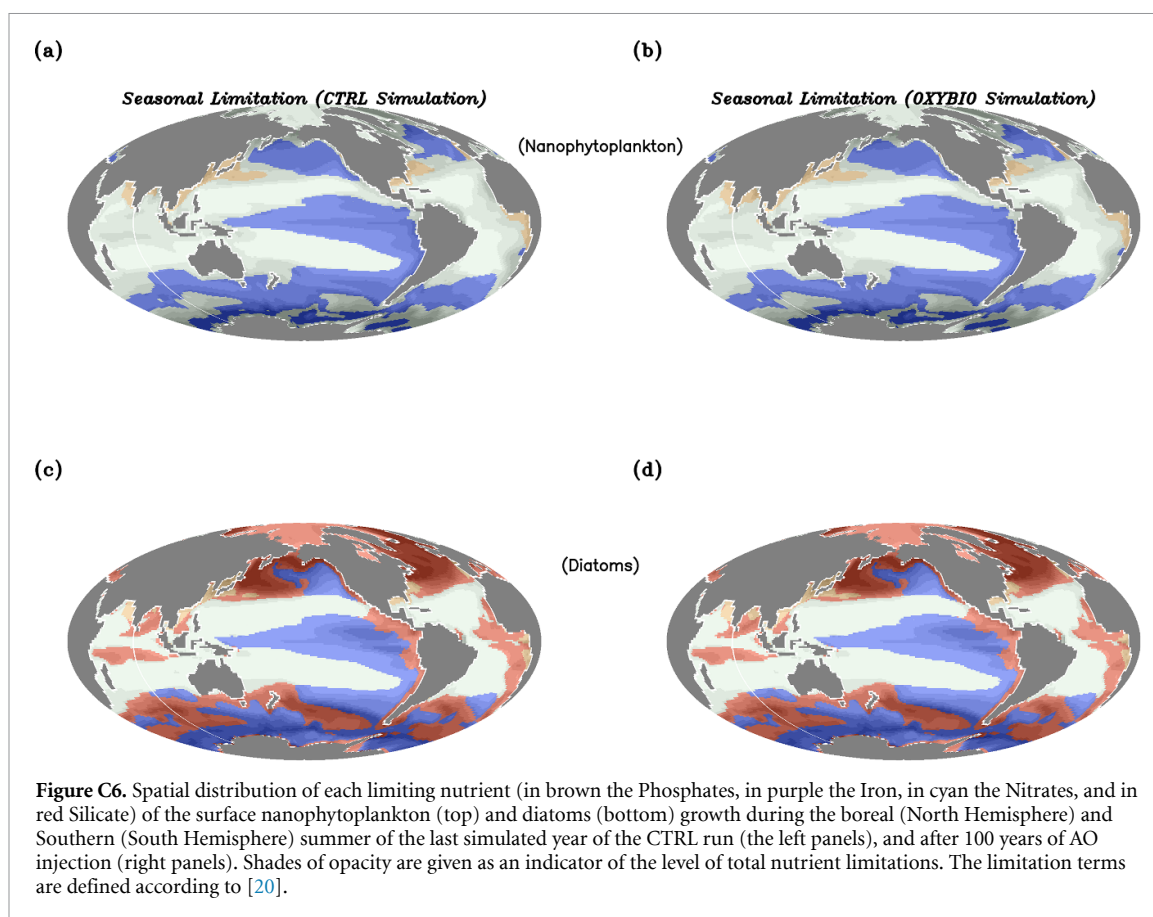 (a)
(b)
Seasonal Limitation (CTRL Simulation)
Seasonal Limitation (OXYBIO Simulation)
(Nanophytoplankton)
(c)
(d)
(Diatoms)
Figure C6. Spatial distribution of each limiting nutrient (in brown the Phosphates, in purple the Iron, in cyan the Nitrates, and in
red Silicate) of the surface nanophytoplankton (top) and diatoms (bottom) growth during the boreal (North Hemisphere) and
Southern (South Hemisphere) summer of the last simulated year of the CTRL run (the left panels), and after 100 years of AO
injection (right panels). Shades of opacity are given as an indicator of the level of total nutrient limitations. The limitation terms
are defined according to [20].